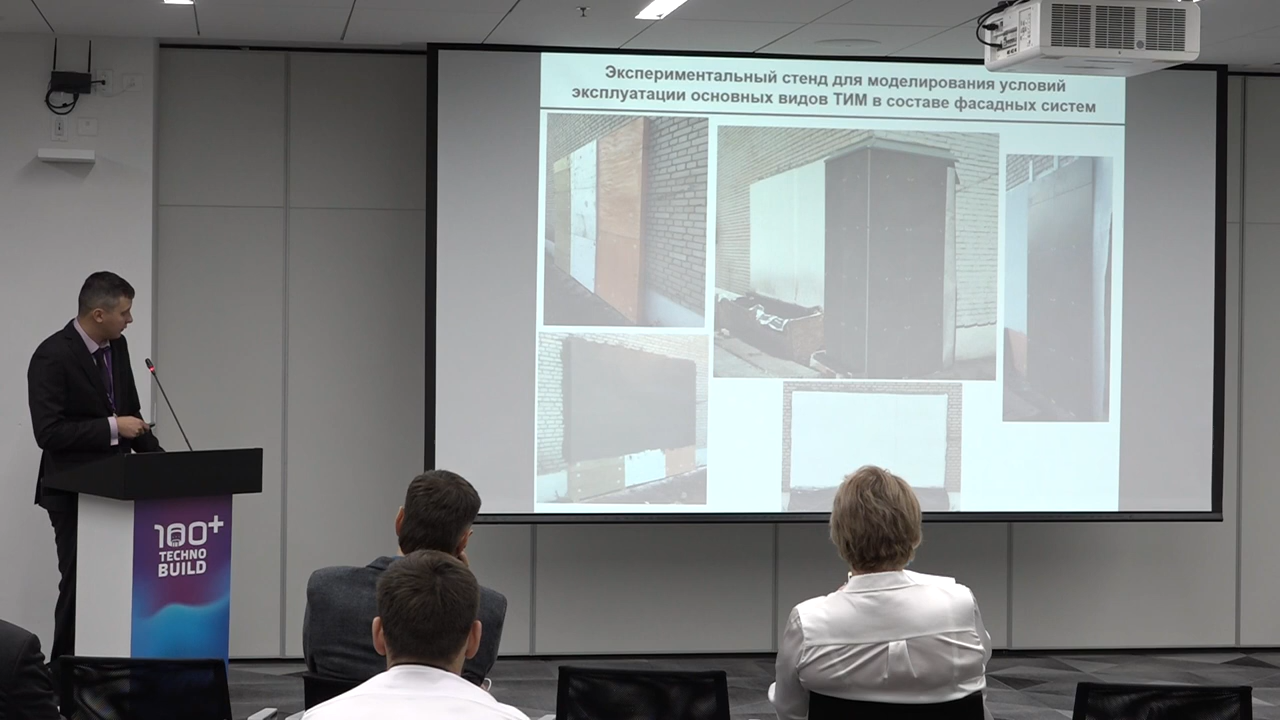 Экспериментальный стенд для моделирования условий
эксплуатации основных видов ТИМ в составе фасадных систем
100+
TECHNO
BUILD